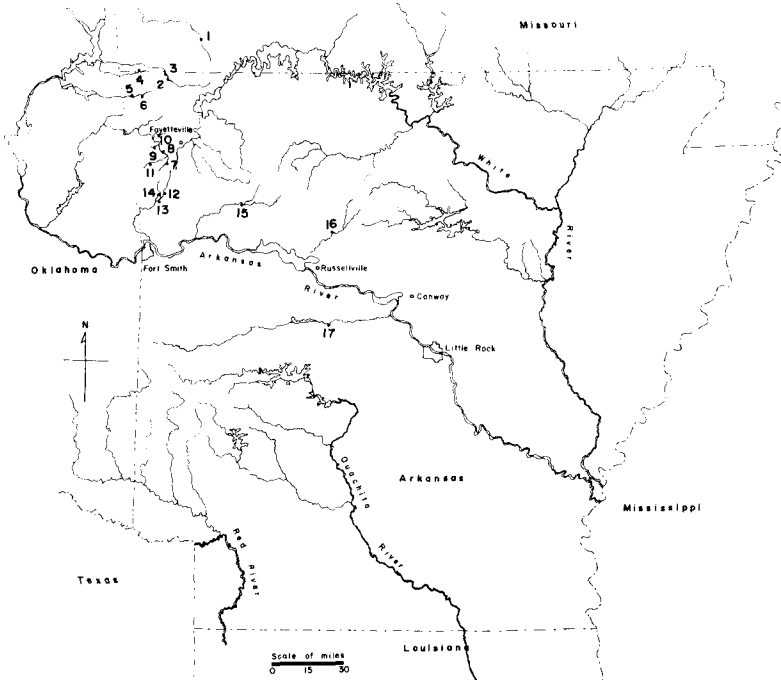 Missouri
1
3
4
2
5
6
Fayetteville
10
8
9
7
11
White
14
12
13
15
16
River
Arkansas
Oklahoma
Fort Smith
Russellville
River
Conway
17
N
Little Rock
Ouachita
Arkansas
Mississippi
Red River
River
Texas
Louisiana
Scale of miles
0 15 30